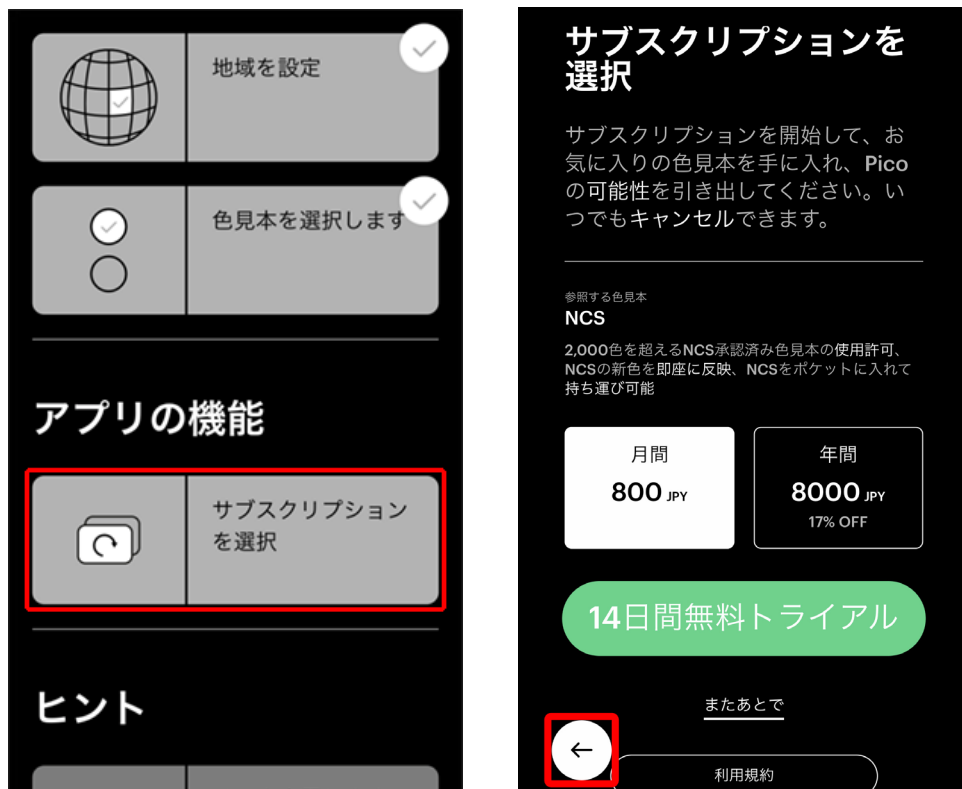 地域を設定
色見本を選択します
アプリの機能
サブスクリプション
を選択
ヒント
サブスクリプションを
選択
サブスクリプションを開始して、お
気に入りの色見本を手に入れ、Pico
の可能性を引き出してください。い
つでもキャンセルできます。
参照する色見本
NCS
2,000色を超えるNCS承認済み色見本の使用許可、
NCSの新色を即座に反映、NCSをポケットに入れて
持ち運び可能
月間
800 JPY
年間
8000 JPY
17% OFF
14日間無料トライアル
またあとで
利用規約